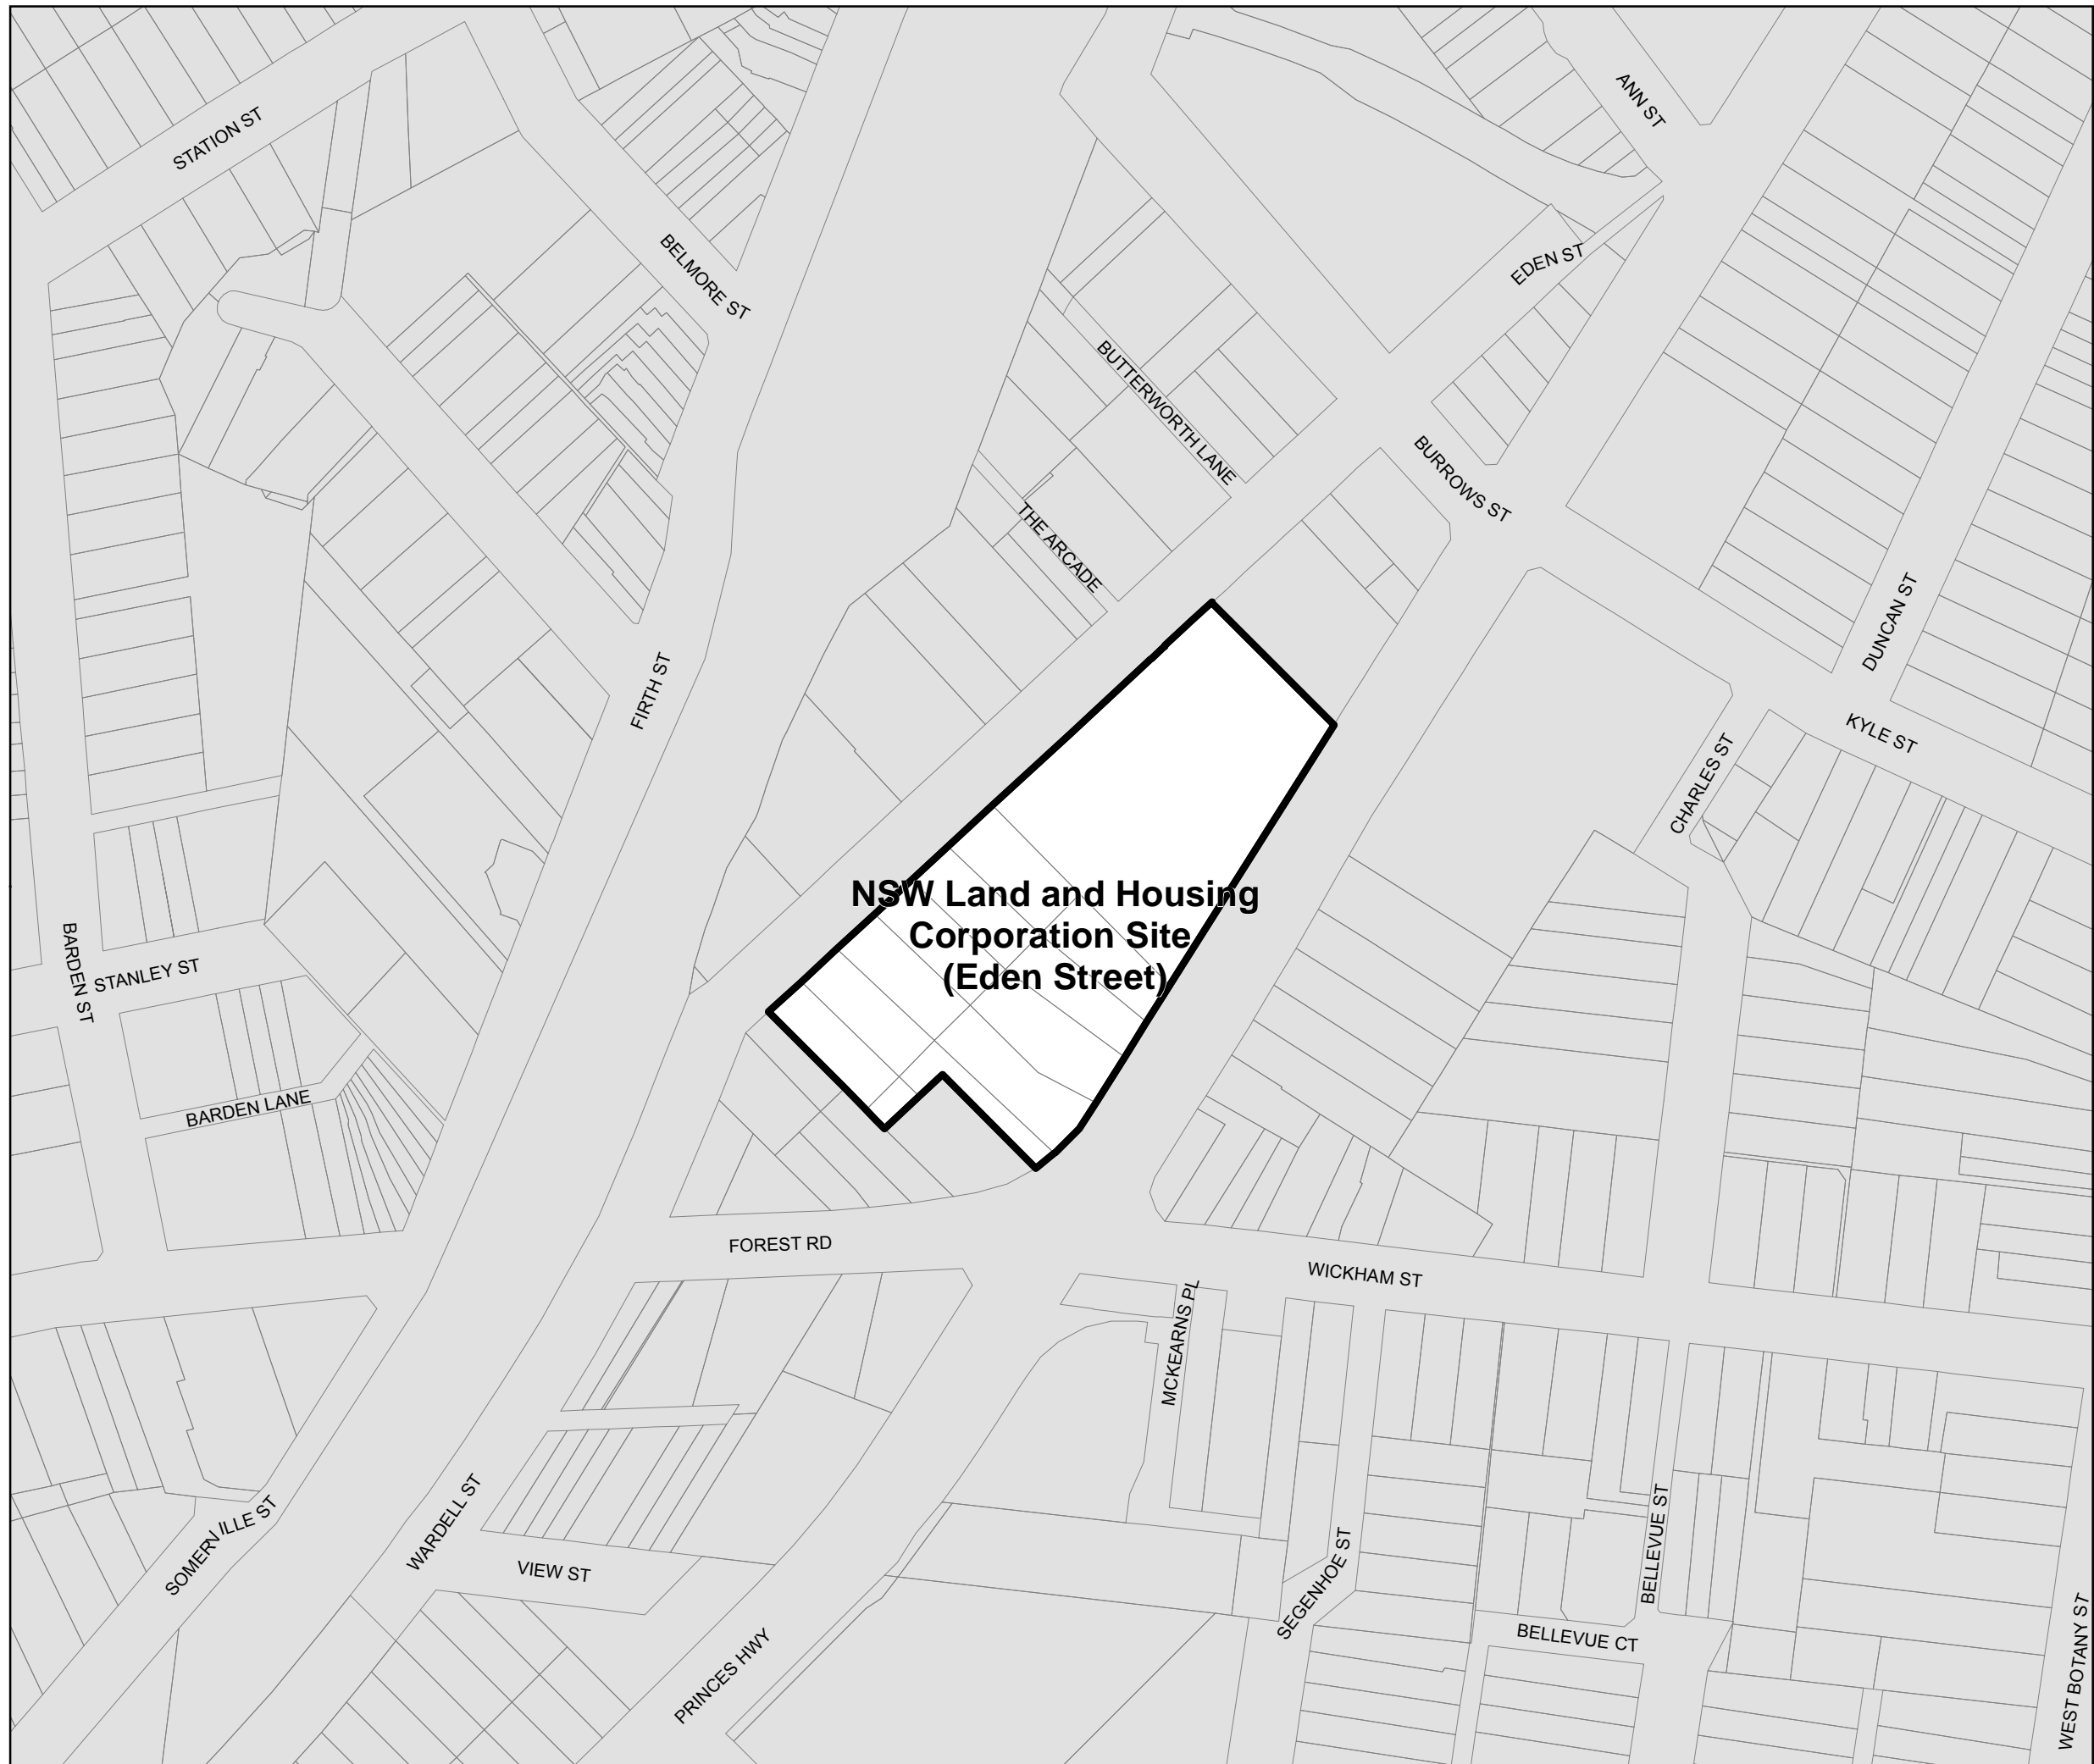 ANN ST
STATION ST
BELMORE ST
EDEN ST
BUTTERWORTH LANE
BURROWS ST
THE ARCADE
DUNCAN ST
FIRTH ST
KYLE ST
CHARLES ST
NSW Land and Housing
Corporation Site
(Eden Street)
BARDEN ST
STANLEY ST
BARDEN LANE
FOREST RD
WICKHAM ST
MCKEARNS PL
SOMERVILLE ST
WARDELL ST
VIEW ST
SEGENHOE ST
BELLEVUE ST
BELLEVUE CT
PRINCES HWY
WEST BOTANY ST